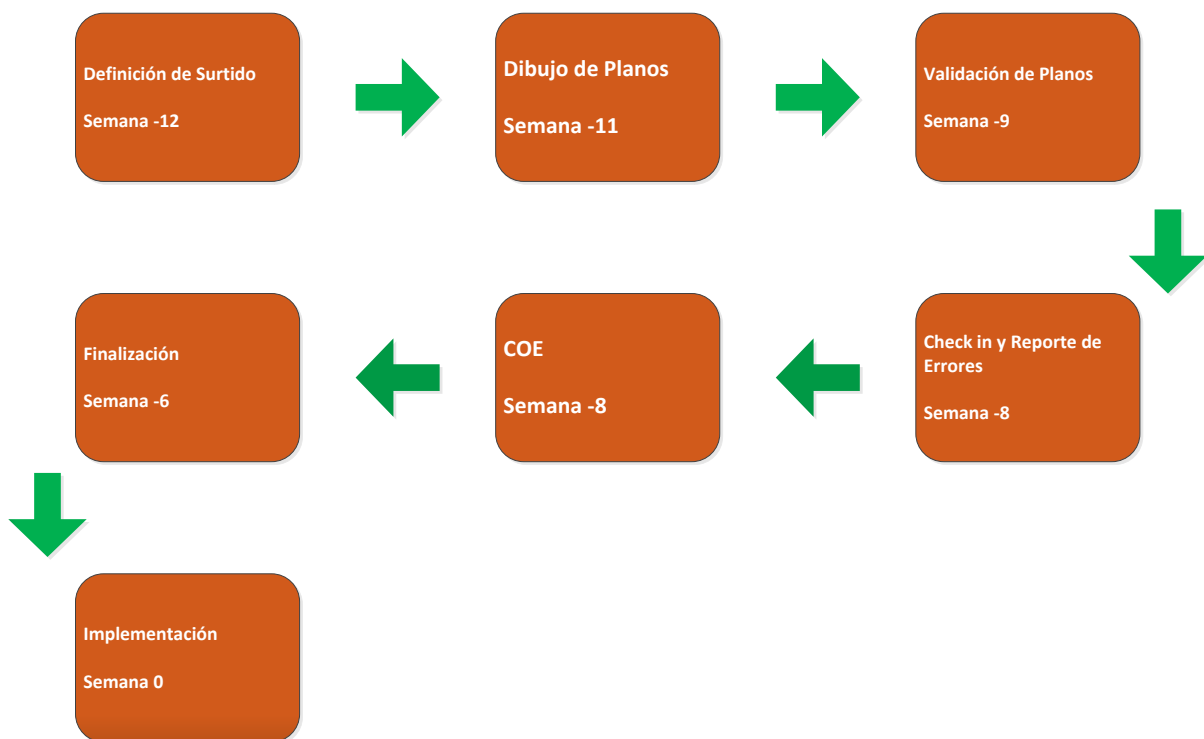 Definición de Surtido
Semana -12
Dibujo de Planos
Semana -11
Validación de Planos
Semana -9
Check in y Reporte de
Errores
Semana -8
COE
Semana -8
Finalización
Semana -6
Implementación
Semana 0